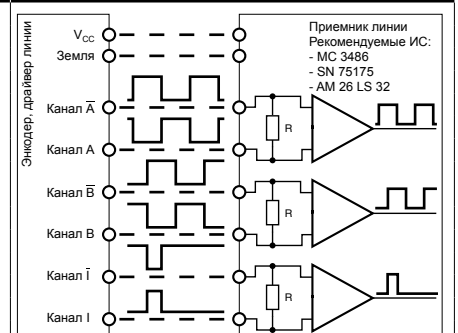 Энкодер, драйвер линии
V_CC
Земля
Канал A̅
Канал A
Канал B̅
Канал B
Канал I̅
Канал I
Приемник линии
Рекомендуемые ИС:
- MC 3486
- SN 75175
- AM 26 LS 32
R
R
R